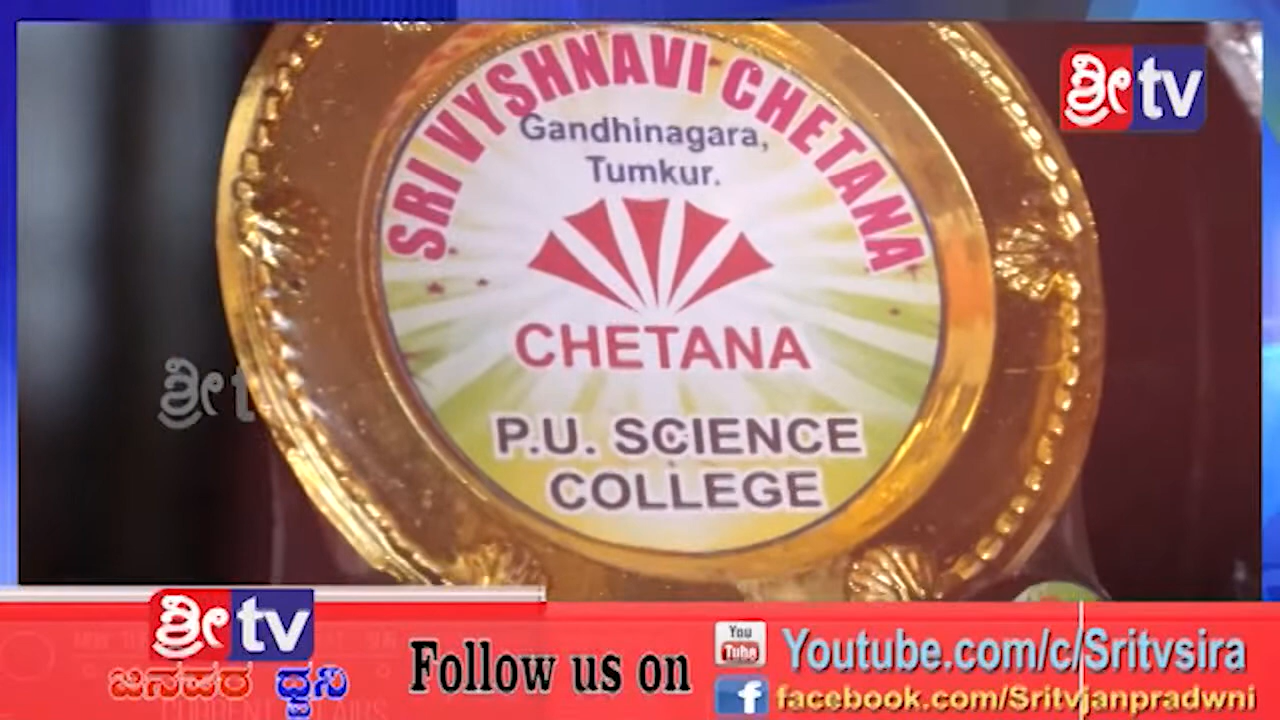 SRI VYSHNAVI CHETANA
ಶ್ರೀ tv
Gandhinagara,
Tumkur.
CHETANA
ಶ್ರೀ t
P.U. SCIENCE
COLLEGE
ಶ್ರೀ tv
ಜನಪರ ಧ್ವನಿ
Follow us on
You Tube
Youtube.com/c/Sritvsira
facebook.com/Sritvjanpradwni